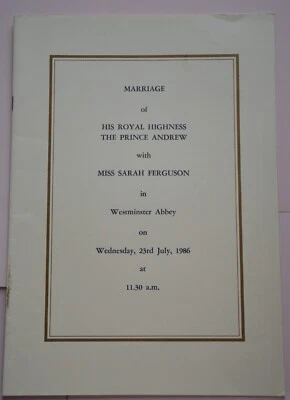 MARRIAGE
of
HIS ROYAL HIGHNESS
THE PRINCE ANDREW
with
MISS SARAH FERGUSON
in
Westminster Abbey
on
Wednesday, 23rd July, 1986
at
11.30 a.m.